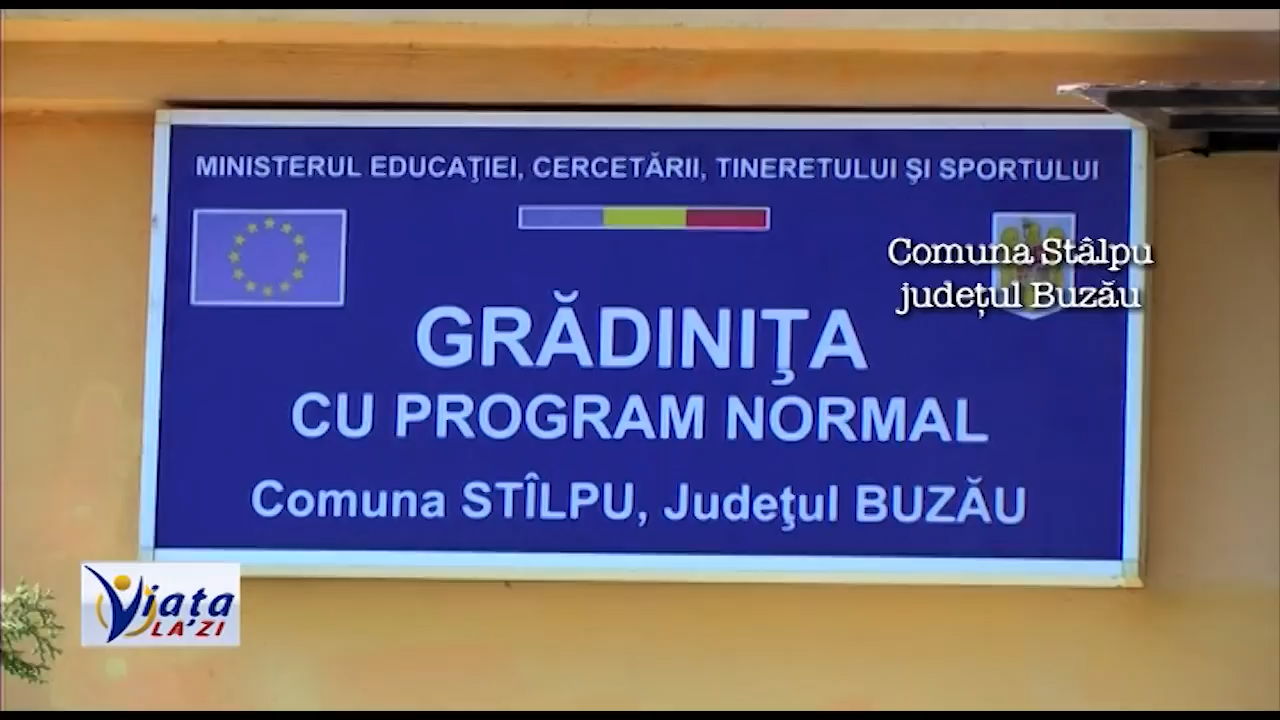 MINISTERUL EDUCAŢIEI, CERCETĂRII, TINERETULUI ŞI SPORTULUI
Comuna Stâlpu
județul Buzău
GRĂDINIŢA
CU PROGRAM NORMAL
Comuna STÎLPU, Judeţul BUZĂU
Viața
LA ZI